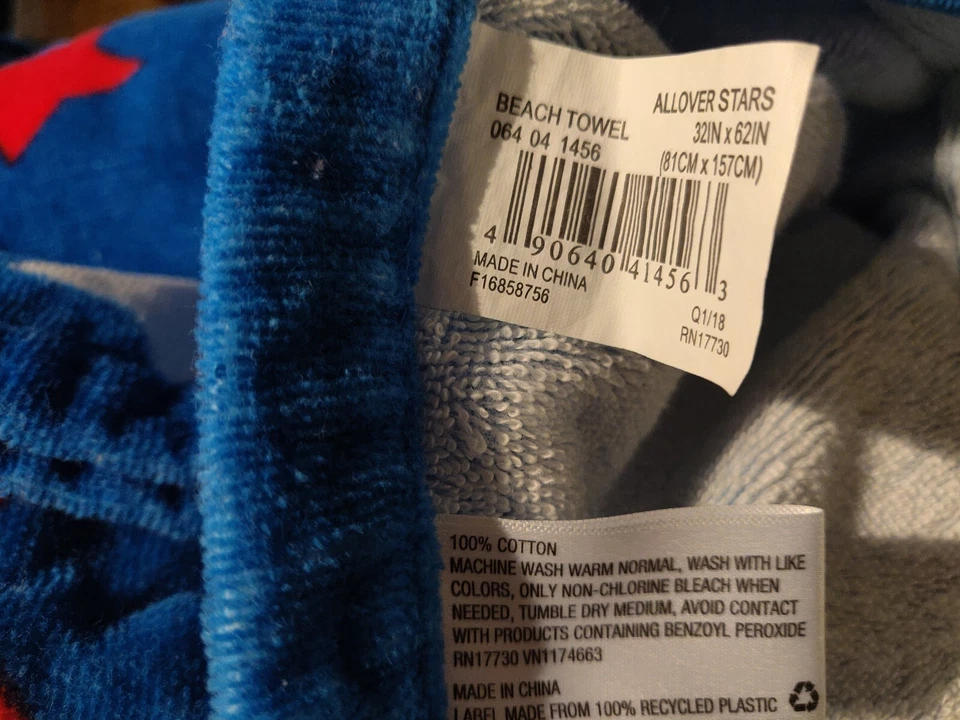 BEACH TOWEL
064 04 1456
ALLOVER STARS
32IN x 62IN
(81CM x 157CM)
4 90640 41456 3
MADE IN CHINA
F16858756
Q1/18
RN17730
100% COTTON
MACHINE WASH WARM NORMAL, WASH WITH LIKE
COLORS, ONLY NON-CHLORINE BLEACH WHEN
NEEDED, TUMBLE DRY MEDIUM, AVOID CONTACT
WITH PRODUCTS CONTAINING BENZOYL PEROXIDE
RN17730 VN1174663
MADE IN CHINA
LABEL MADE FROM 100% RECYCLED PLASTIC